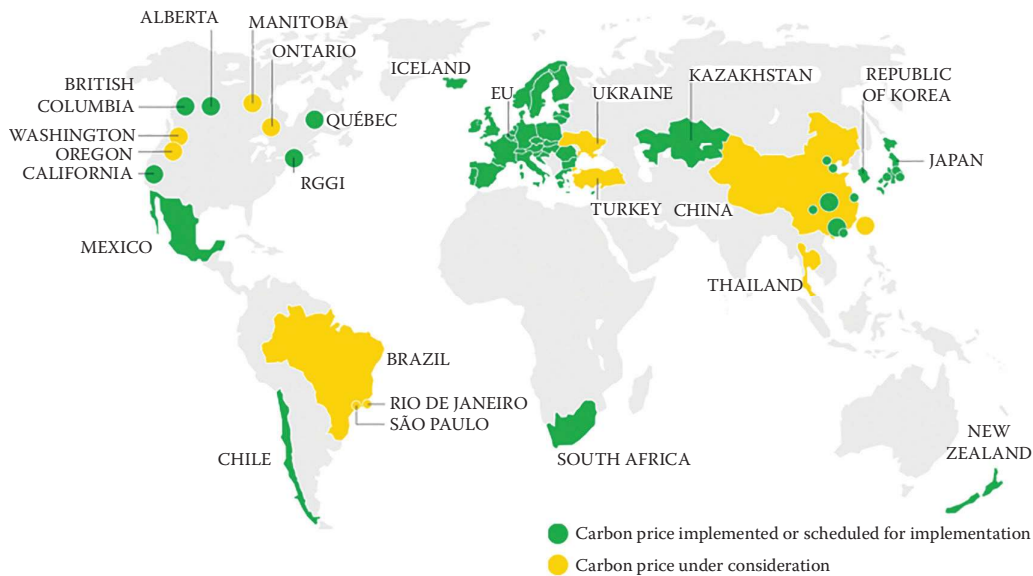 ALBERTA
MANITOBA
ONTARIO
BRITISH
COLUMBIA
WASHINGTON
OREGON
CALIFORNIA
QUÉBEC
RGGI
MEXICO
ICELAND
EU
UKRAINE
KAZAKHSTAN
REPUBLIC
OF KOREA
JAPAN
TURKEY
CHINA
THAILAND
BRAZIL
RIO DE JANEIRO
SÃO PAULO
CHILE
SOUTH AFRICA
NEW
ZEALAND
Carbon price implemented or scheduled for implementation
Carbon price under consideration